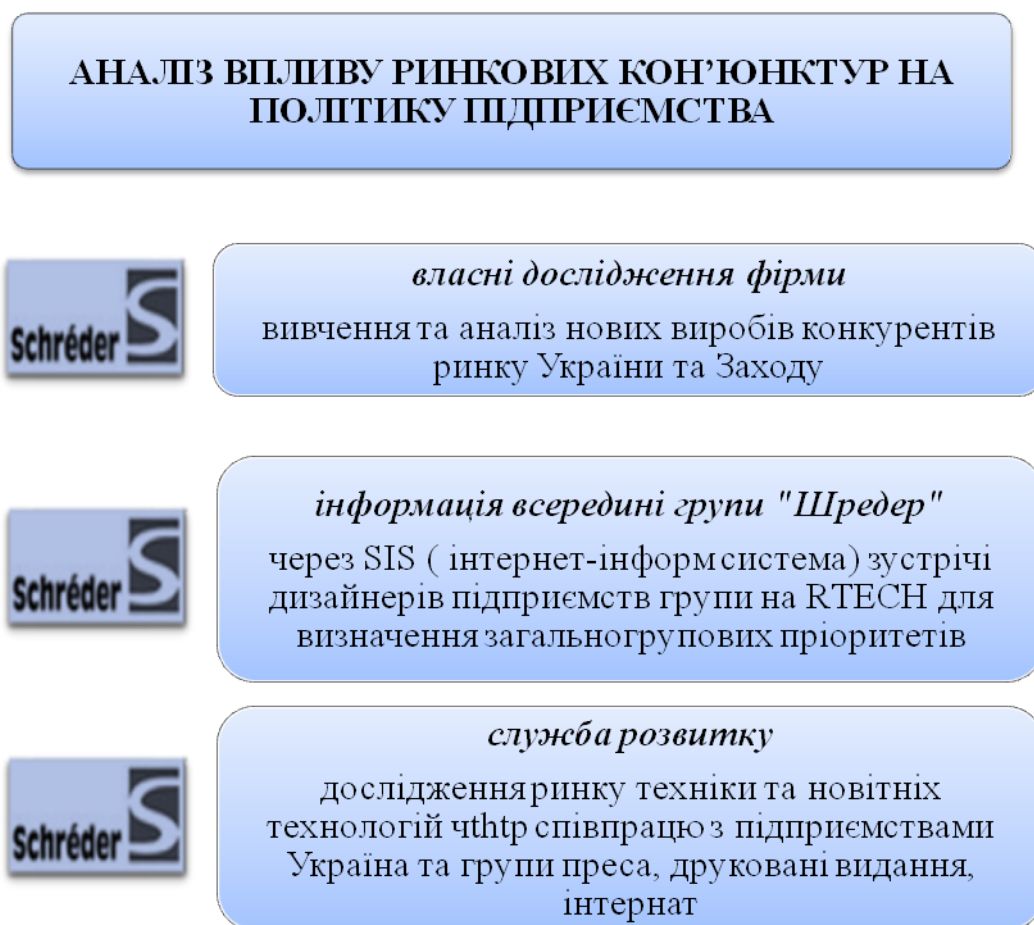 АНАЛІЗ ВПЛИВУ РИНКОВИХ КОН’ЮНКТУР НА
ПОЛІТИКУ ПІДПРИЄМСТВА
Schréder
власні дослідження фірми
вивчення та аналіз нових виробів конкурентів
ринку України та Заходу
Schréder
інформація всередині групи "Шредер"
через SIS ( інтернет-інформ система) зустрічі
дизайнерів підприємств групи на RTECH для
визначення загальногрупових пріоритетів
Schréder
служба розвитку
дослідження ринку техніки та новітніх
технологій чthtр співпрацю з підприємствами
Україна та групи преса, друковані видання,
інтернат